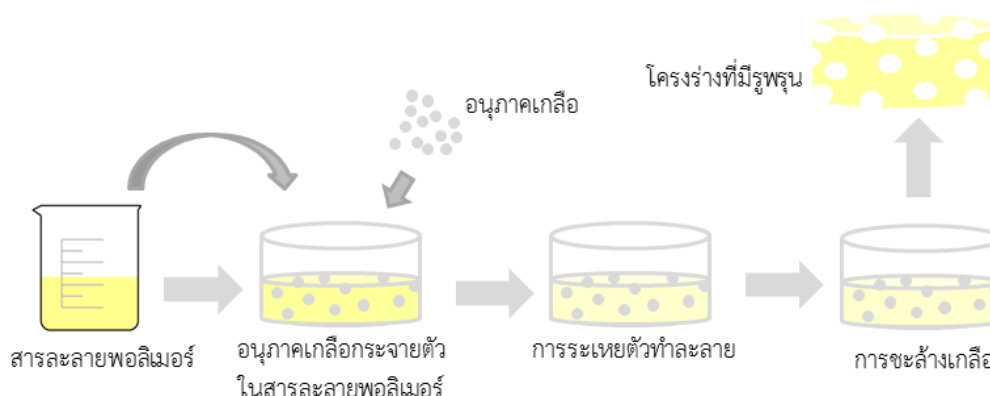 โครงร่างที่มีรูพรุน
อนุภาคเกลือ
สารละลายพอลิเมอร์
อนุภาคเกลือกระจายตัว
ในสารละลายพอลิเมอร์
การระเหยตัวทำละลาย
การชะล้างเกลือ